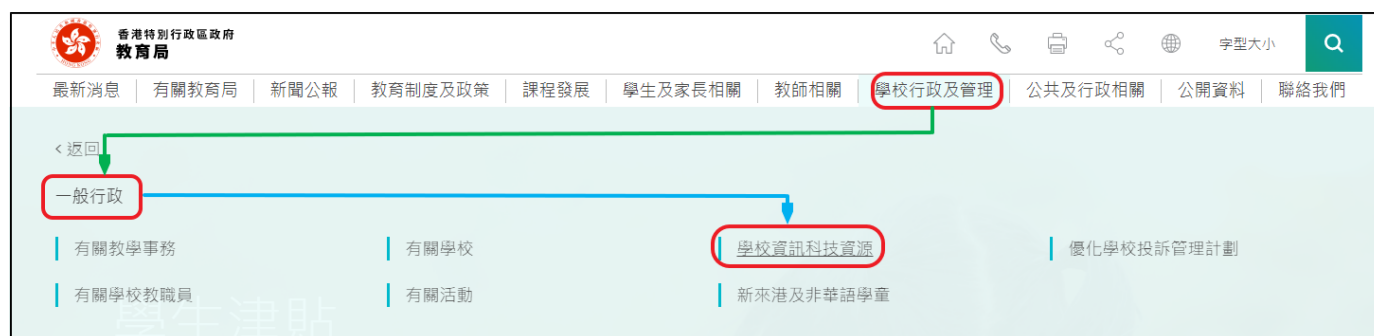 香港特別行政區政府
教育局
字型大小
最新消息 有關教育局 新聞公報 教育制度及政策 課程發展 學生及家長相關 教師相關 學校行政及管理 公共及行政相關 公開資料 聯絡我們
<返回
一般行政
有關教學事務 有關學校 學校資訊科技資源 優化學校投訴管理計劃
有關學校教職員 有關活動 新來港及非華語學童
學生津貼